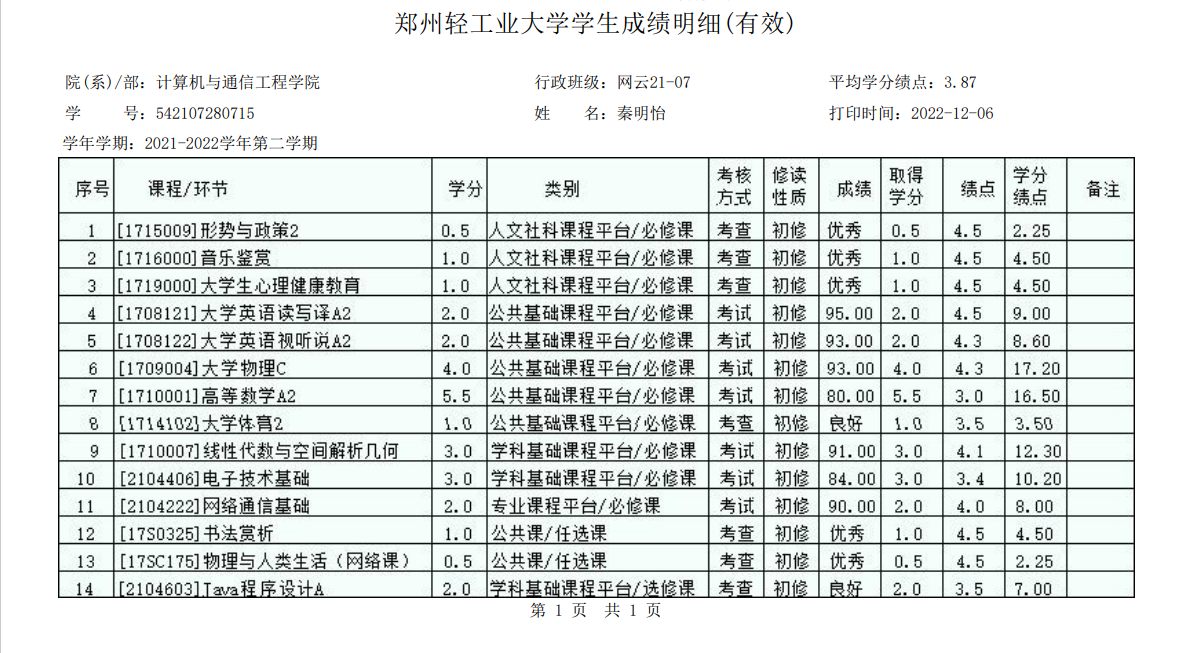 郑州轻工业大学学生成绩明细(有效)
院(系)/部：计算机与通信工程学院 行政班级：网云21-07 平均学分绩点：3.87
学 号：542107280715 姓 名：秦明怡 打印时间：2022-12-06
学年学期：2021-2022学年第二学期
序号 课程/环节 学分 类别 考核方式 修读性质 成绩 取得学分 绩点 学分绩点 备注
1 [1715009]形势与政策2 0.5 人文社科课程平台/必修课 考查 初修 优秀 0.5 4.5 2.25
2 [1716000]音乐鉴赏 1.0 人文社科课程平台/必修课 考查 初修 优秀 1.0 4.5 4.50
3 [1719000]大学生心理健康教育 1.0 人文社科课程平台/必修课 考查 初修 优秀 1.0 4.5 4.50
4 [1708121]大学英语读写译A2 2.0 公共基础课程平台/必修课 考试 初修 95.00 2.0 4.5 9.00
5 [1708122]大学英语视听说A2 2.0 公共基础课程平台/必修课 考试 初修 93.00 2.0 4.3 8.60
6 [1709004]大学物理C 4.0 公共基础课程平台/必修课 考试 初修 93.00 4.0 4.3 17.20
7 [1710001]高等数学A2 5.5 公共基础课程平台/必修课 考试 初修 80.00 5.5 3.0 16.50
8 [1714102]大学体育2 1.0 公共基础课程平台/必修课 考查 初修 良好 1.0 3.5 3.50
9 [1710007]线性代数与空间解析几何 3.0 学科基础课程平台/必修课 考试 初修 91.00 3.0 4.1 12.30
10 [2104406]电子技术基础 3.0 学科基础课程平台/必修课 考试 初修 84.00 3.0 3.4 10.20
11 [2104222]网络通信基础 2.0 专业课程平台/必修课 考试 初修 90.00 2.0 4.0 8.00
12 [17S0325]书法赏析 1.0 公共课/任选课 考查 初修 优秀 1.0 4.5 4.50
13 [17SC175]物理与人类生活（网络课） 0.5 公共课/任选课 考查 初修 优秀 0.5 4.5 2.25
14 [2104603]Java程序设计A 2.0 学科基础课程平台/选修课 考查 初修 良好 2.0 3.5 7.00
第 1 页 共 1 页